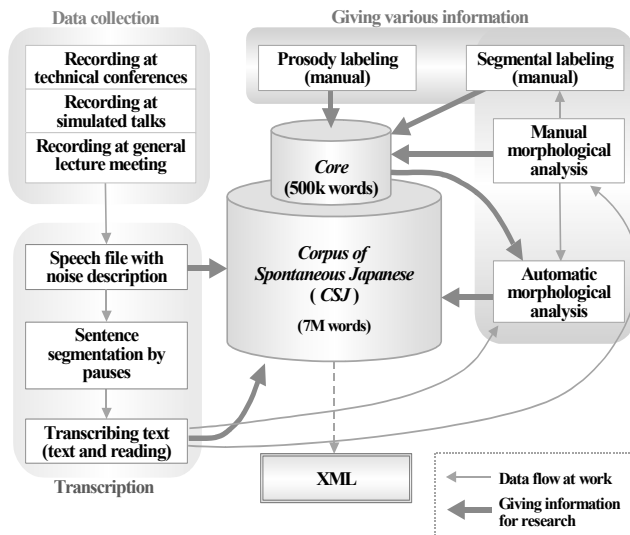 Data collection
Recording at
technical conferences
Recording at
simulated talks
Recording at general
lecture meeting
Giving various information
Prosody labeling
(manual)
Segmental labeling
(manual)
Manual
morphological
analysis
Automatic
morphological
analysis
Core
(500k words)
Corpus of
Spontaneous Japanese
( CSJ )
(7M words)
Speech file with
noise description
Sentence
segmentation by
pauses
Transcribing text
(text and reading)
Transcription
XML
Data flow at work
Giving information
for research